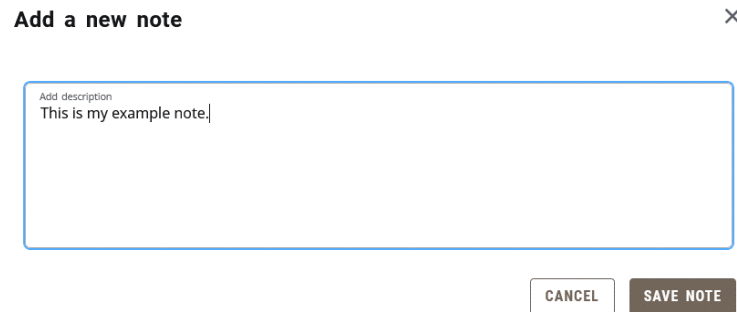 Add a new note
Add description
This is my example note.
CANCEL
SAVE NOTE